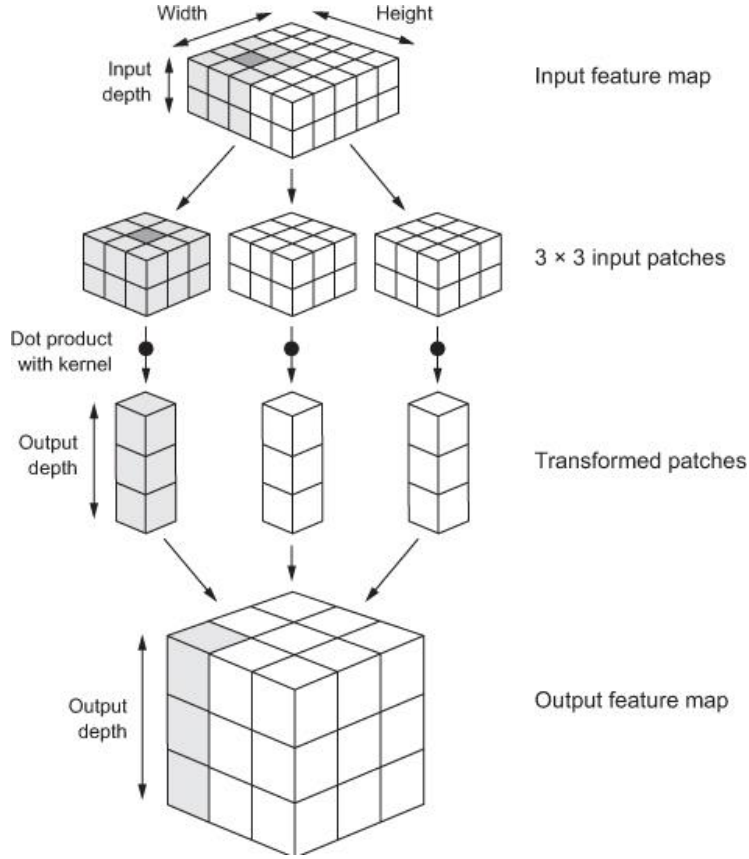 Width
Height
Input
depth
Input feature map
3 × 3 input patches
Dot product
with kernel
Output
depth
Transformed patches
Output
depth
Output feature map